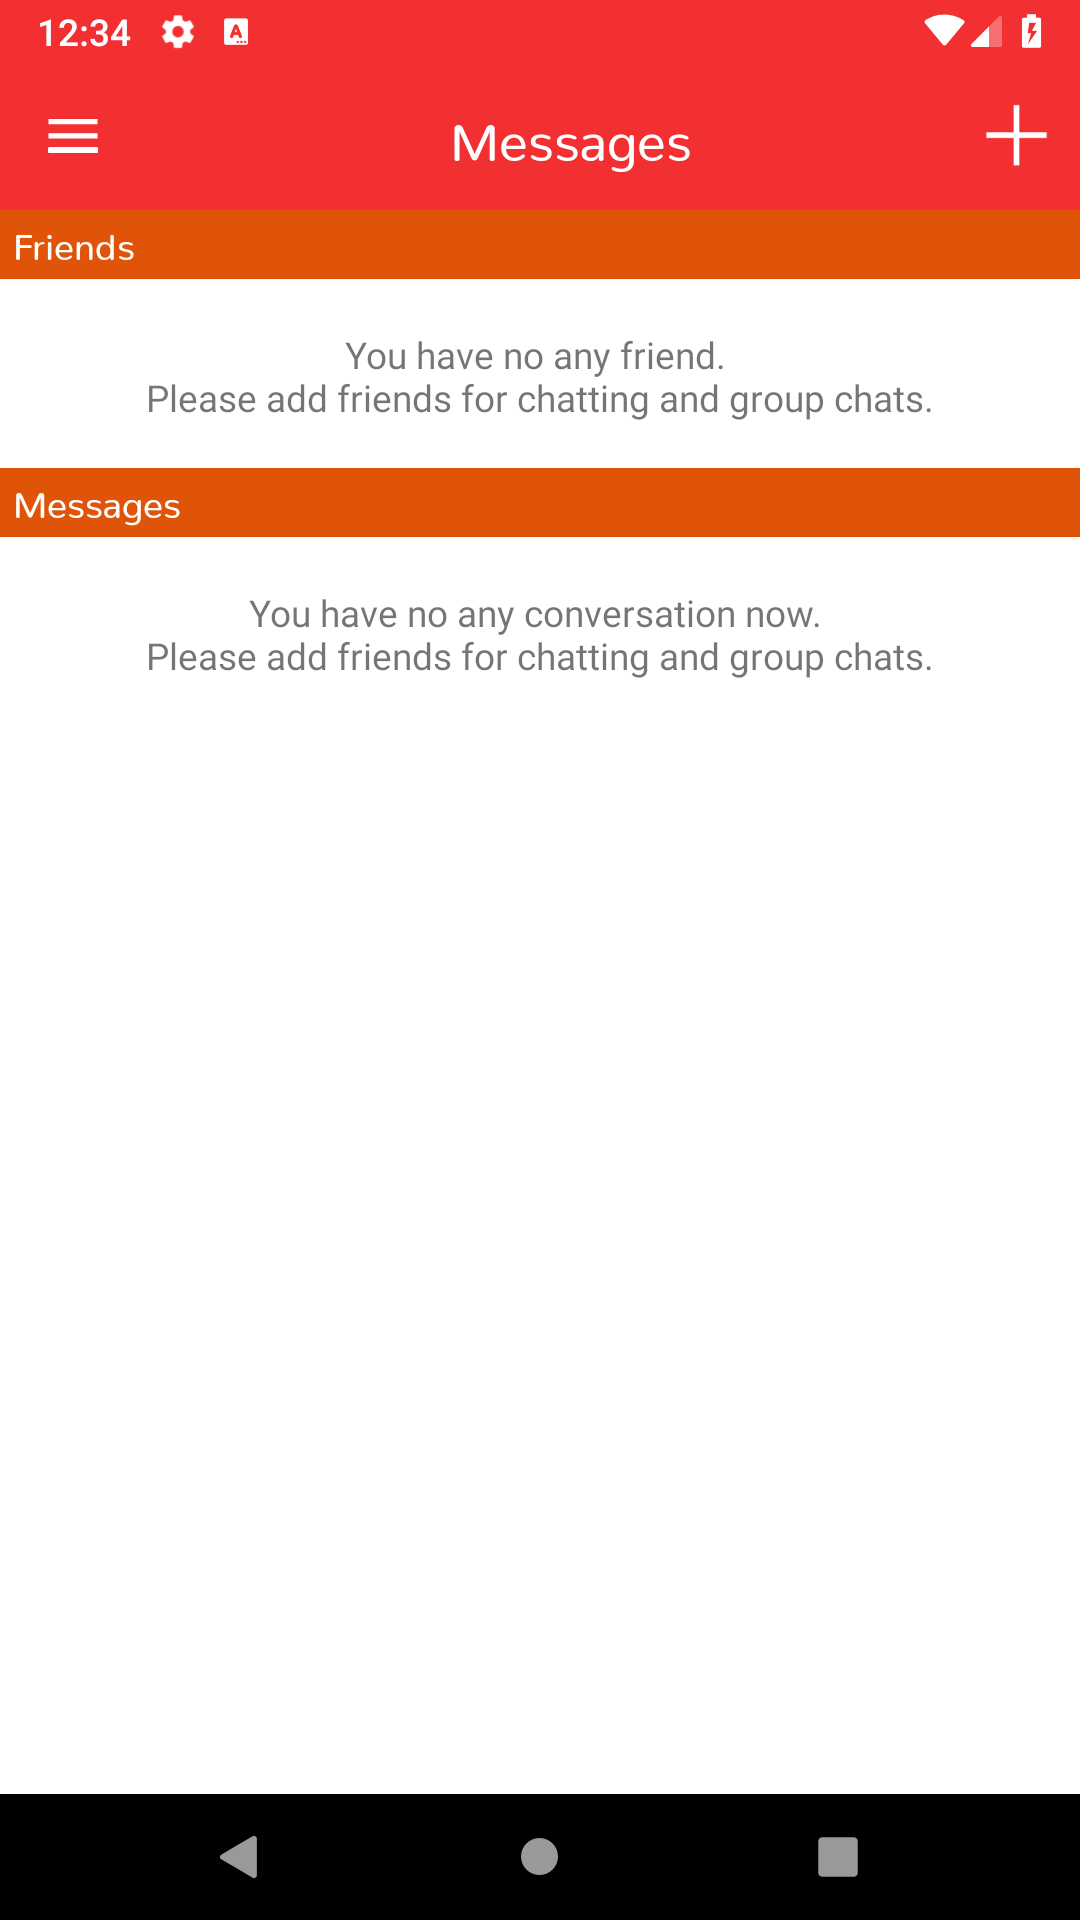 12:34
Messages
Friends
You have no any friend.
Please add friends for chatting and group chats.
Messages
You have no any conversation now.
Please add friends for chatting and group chats.